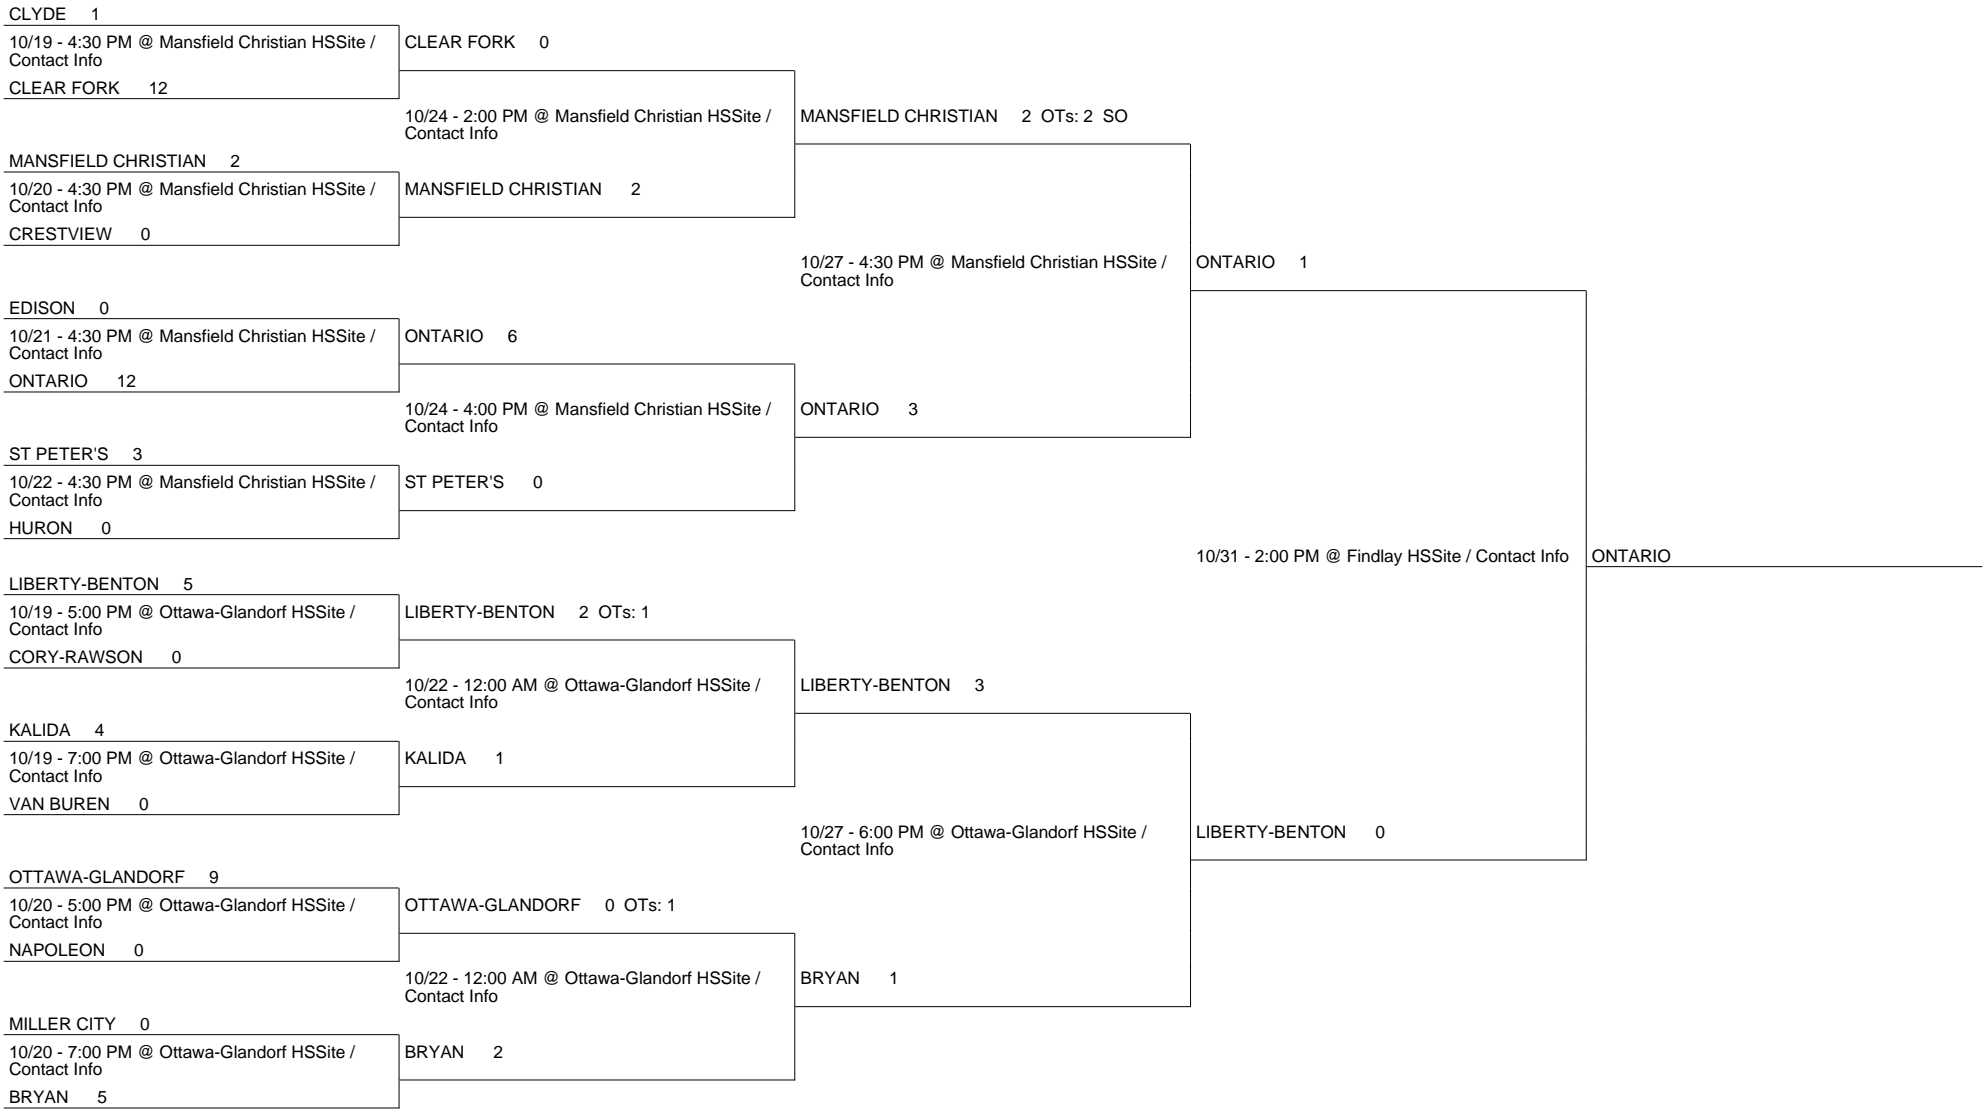 CLYDE 1
10/19 - 4:30 PM @ Mansfield Christian HSSite /
Contact Info
CLEAR FORK 12
MANSFIELD CHRISTIAN 2
10/20 - 4:30 PM @ Mansfield Christian HSSite /
Contact Info
CRESTVIEW 0
EDISON 0
10/21 - 4:30 PM @ Mansfield Christian HSSite /
Contact Info
ONTARIO 12
ST PETER'S 3
10/22 - 4:30 PM @ Mansfield Christian HSSite /
Contact Info
HURON 0
LIBERTY-BENTON 5
10/19 - 5:00 PM @ Ottawa-Glandorf HSSite /
Contact Info
CORY-RAWSON 0
KALIDA 4
10/19 - 7:00 PM @ Ottawa-Glandorf HSSite /
Contact Info
VAN BUREN 0
OTTAWA-GLANDORF 9
10/20 - 5:00 PM @ Ottawa-Glandorf HSSite /
Contact Info
NAPOLEON 0
MILLER CITY 0
10/20 - 7:00 PM @ Ottawa-Glandorf HSSite /
Contact Info
BRYAN 5
CLEAR FORK 0
10/24 - 2:00 PM @ Mansfield Christian HSSite /
Contact Info
MANSFIELD CHRISTIAN 2
ONTARIO 6
10/24 - 4:00 PM @ Mansfield Christian HSSite /
Contact Info
ST PETER'S 0
LIBERTY-BENTON 2 OTs: 1
10/22 - 12:00 AM @ Ottawa-Glandorf HSSite /
Contact Info
KALIDA 1
OTTAWA-GLANDORF 0 OTs: 1
10/22 - 12:00 AM @ Ottawa-Glandorf HSSite /
Contact Info
BRYAN 2
MANSFIELD CHRISTIAN 2 OTs: 2 SO
10/27 - 4:30 PM @ Mansfield Christian HSSite /
Contact Info
ONTARIO 3
LIBERTY-BENTON 3
10/27 - 6:00 PM @ Ottawa-Glandorf HSSite /
Contact Info
BRYAN 1
ONTARIO 1
10/31 - 2:00 PM @ Findlay HSSite / Contact Info
LIBERTY-BENTON 0
ONTARIO